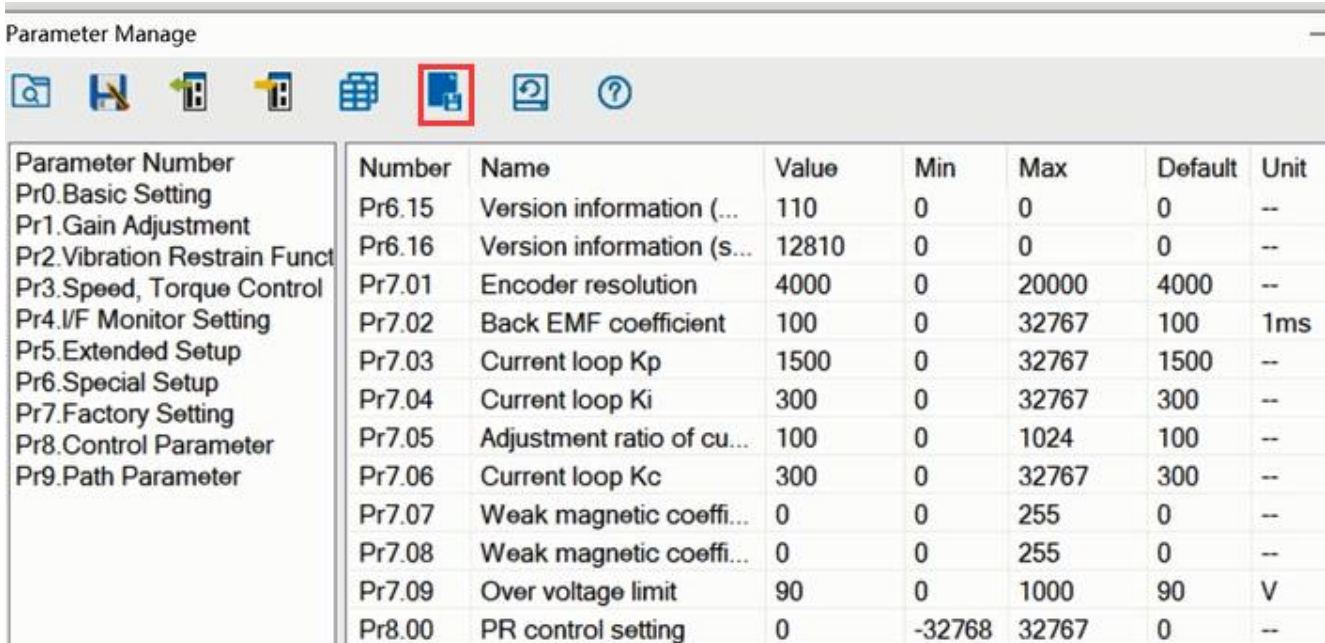 Parameter Manage
Parameter Number
Pr0.Basic Setting
Pr1.Gain Adjustment
Pr2.Vibration Restrain Funct
Pr3.Speed, Torque Control
Pr4.I/F Monitor Setting
Pr5.Extended Setup
Pr6.Special Setup
Pr7.Factory Setting
Pr8.Control Parameter
Pr9.Path Parameter
Number Name Value Min Max Default Unit
Pr6.15 Version information (... 110 0 0 0 --
Pr6.16 Version information (s... 12810 0 0 0 --
Pr7.01 Encoder resolution 4000 0 20000 4000 --
Pr7.02 Back EMF coefficient 100 0 32767 100 1ms
Pr7.03 Current loop Kp 1500 0 32767 1500 --
Pr7.04 Current loop Ki 300 0 32767 300 --
Pr7.05 Adjustment ratio of cu... 100 0 1024 100 --
Pr7.06 Current loop Kc 300 0 32767 300 --
Pr7.07 Weak magnetic coeffi... 0 0 255 0 --
Pr7.08 Weak magnetic coeffi... 0 0 255 0 --
Pr7.09 Over voltage limit 90 0 1000 90 V
Pr8.00 PR control setting 0 -32768 32767 0 --